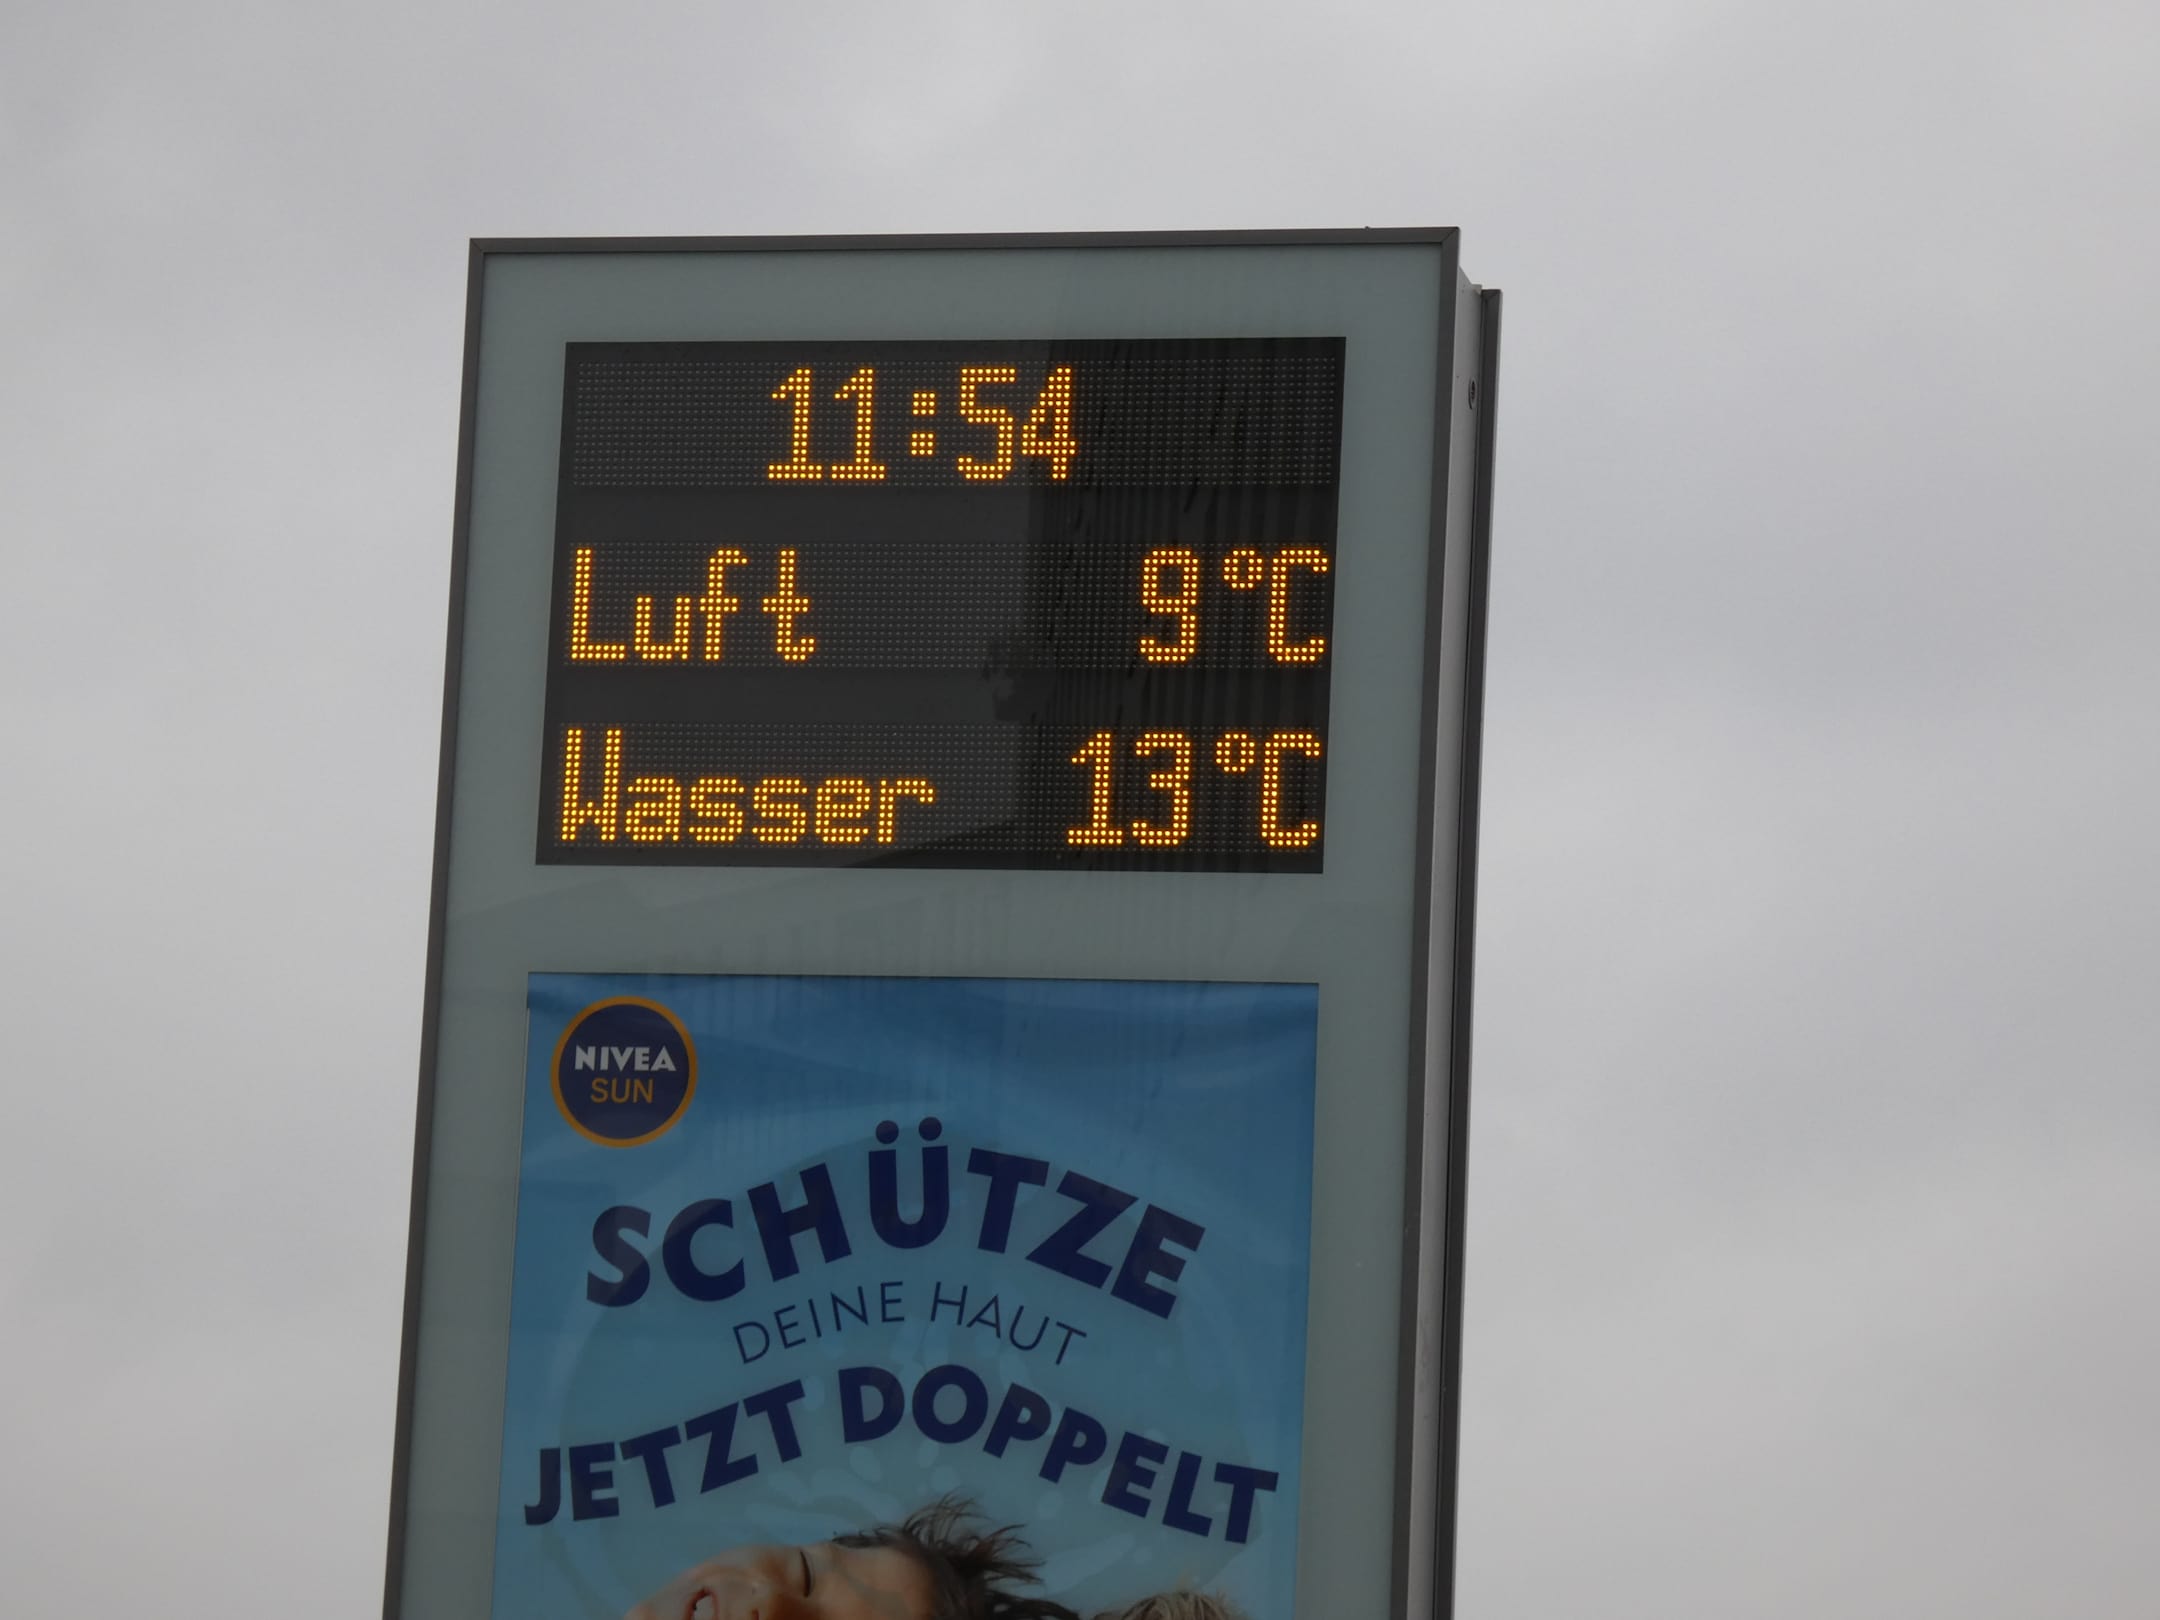 11:54
Luft 9°C
Wasser 13°C
NIVEA
SUN
SCHÜTZE
DEINE HAUT
JETZT DOPPELT